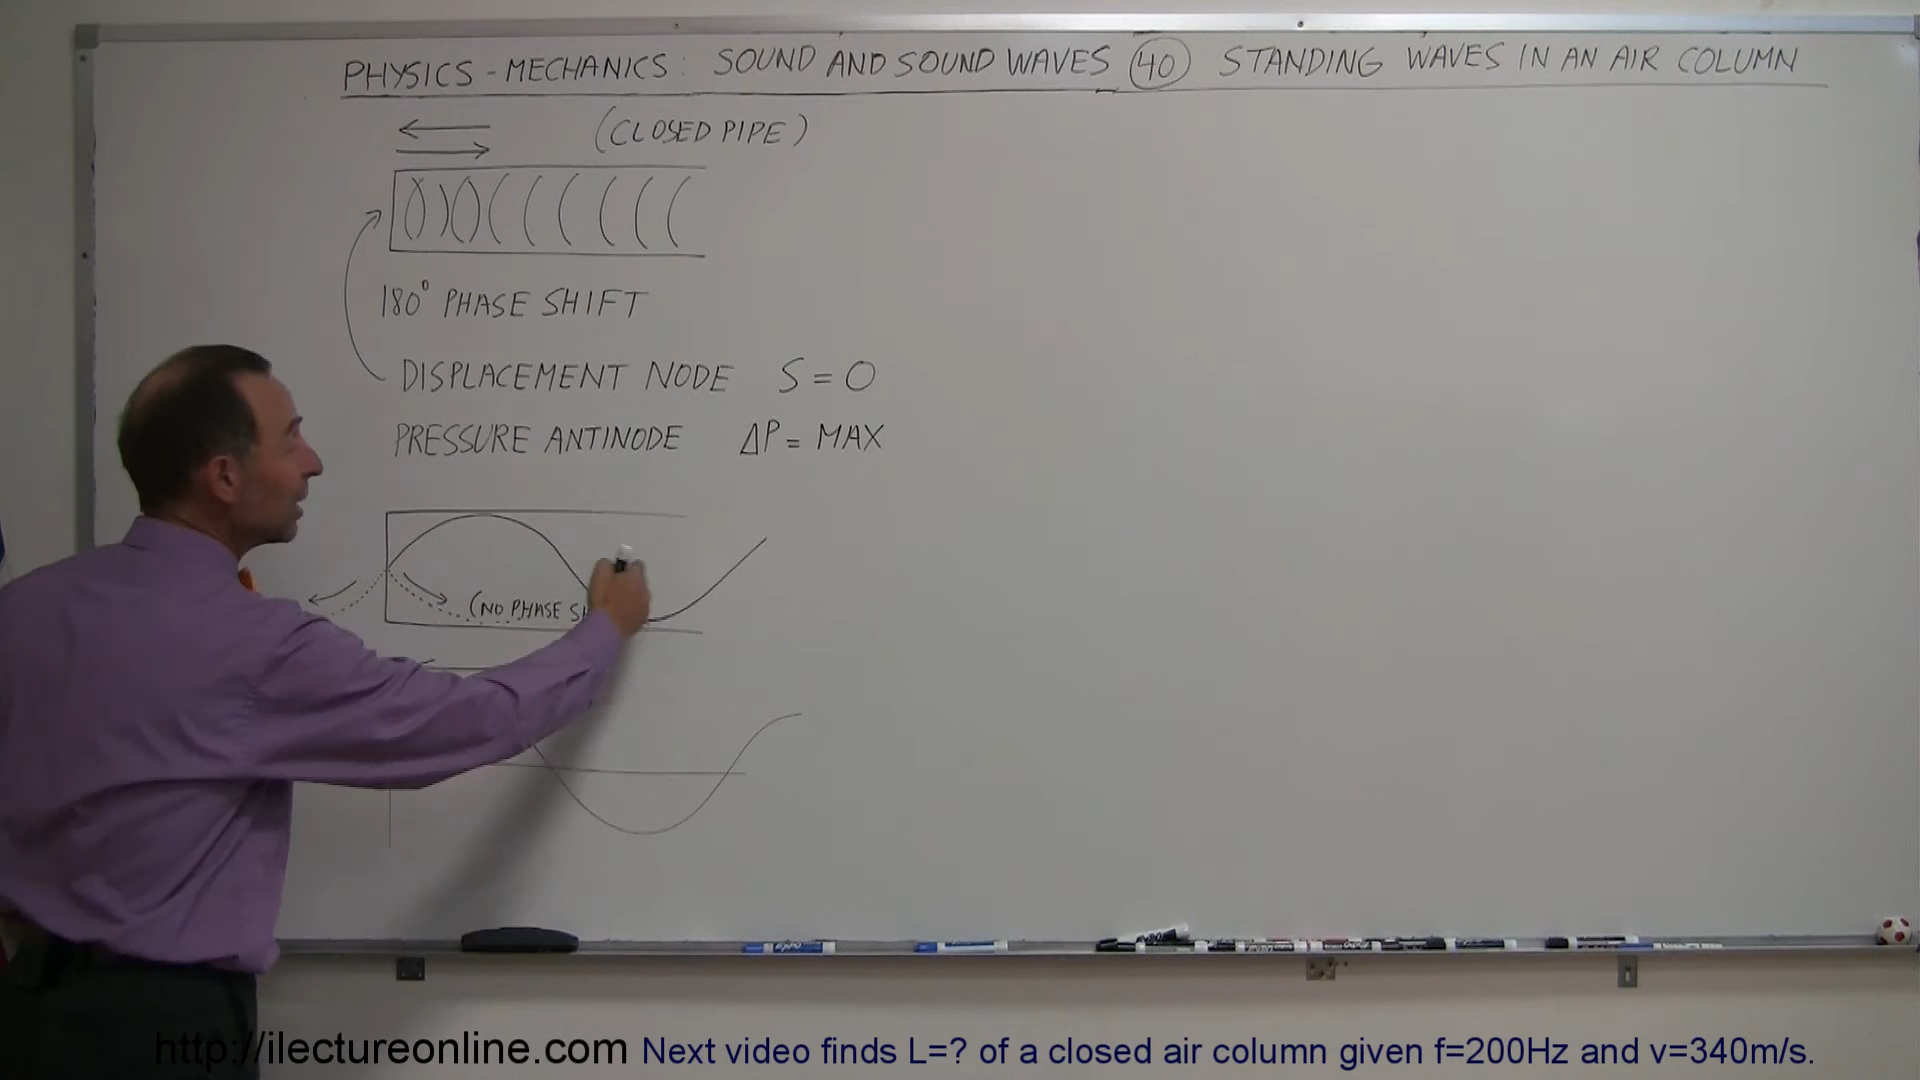 PHYSICS - MECHANICS: SOUND AND SOUND WAVES 40 STANDING WAVES IN AN AIR COLUMN
(CLOSED PIPE)
180° PHASE SHIFT
DISPLACEMENT NODE S = 0
PRESSURE ANTINODE ΔP = MAX
(NO PHASE
http://ilectureonline.com Next video finds L=? of a closed air column given f=200Hz and v=340m/s.